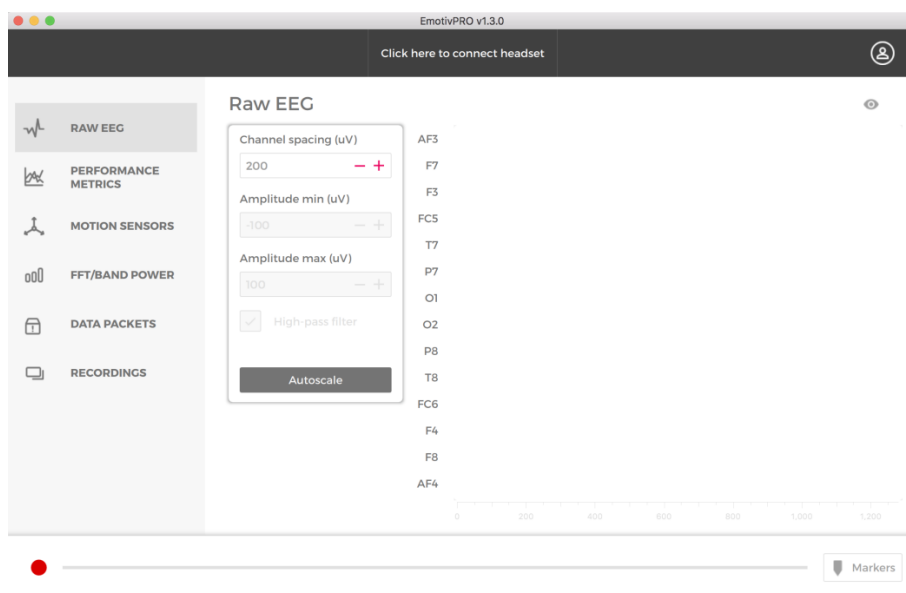 EmotivPRO v1.3.0
Click here to connect headset
RAW EEG
PERFORMANCE
METRICS
MOTION SENSORS
FFT/BAND POWER
DATA PACKETS
RECORDINGS
Raw EEG
Channel spacing (uV)
200
Amplitude min (uV)
-100
Amplitude max (uV)
100
High-pass filter
Autoscale
AF3
F7
F3
FC5
T7
P7
O1
O2
P8
T8
FC6
F4
F8
AF4
0 200 400 600 800 1,000 1,200
Markers